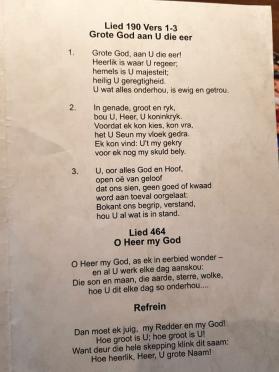 Lied 190 Vers 1-3
Grote God aan U die eer
1. Grote God, aan U die eer!
Heerlik is waar U regeer;
hemels is U majesteit;
heilig U geregtigheid.
U wat alles onderhou, is ewig en getrou.
2. In genade, groot en ryk,
bou U, Heer, U koninkryk.
Voordat ek kon kies, kon vra,
het U Seun my vloek gedra.
Ek kon vind: U't my gekry
voor ek nog my skuld bely.
3. U, oor alles God en Hoof,
open oë van geloof
dat ons sien, geen goed of kwaad
word aan toeval oorgelaat:
Bokant ons begrip, verstand,
hou U al wat is in stand.
Lied 464
O Heer my God
O Heer my God, as ek in eerbied wonder –
en al U werk elke dag aanskou:
Die son en maan, die aarde, sterre, wolke,
hoe U dit elke dag so onderhou....
Refrein
Dan moet ek juig, my Redder en my God!
Hoe groot is U; hoe groot is U!
Want deur die hele skepping klink dit saam:
Hoe heerlik, Heer, U grote Naam!